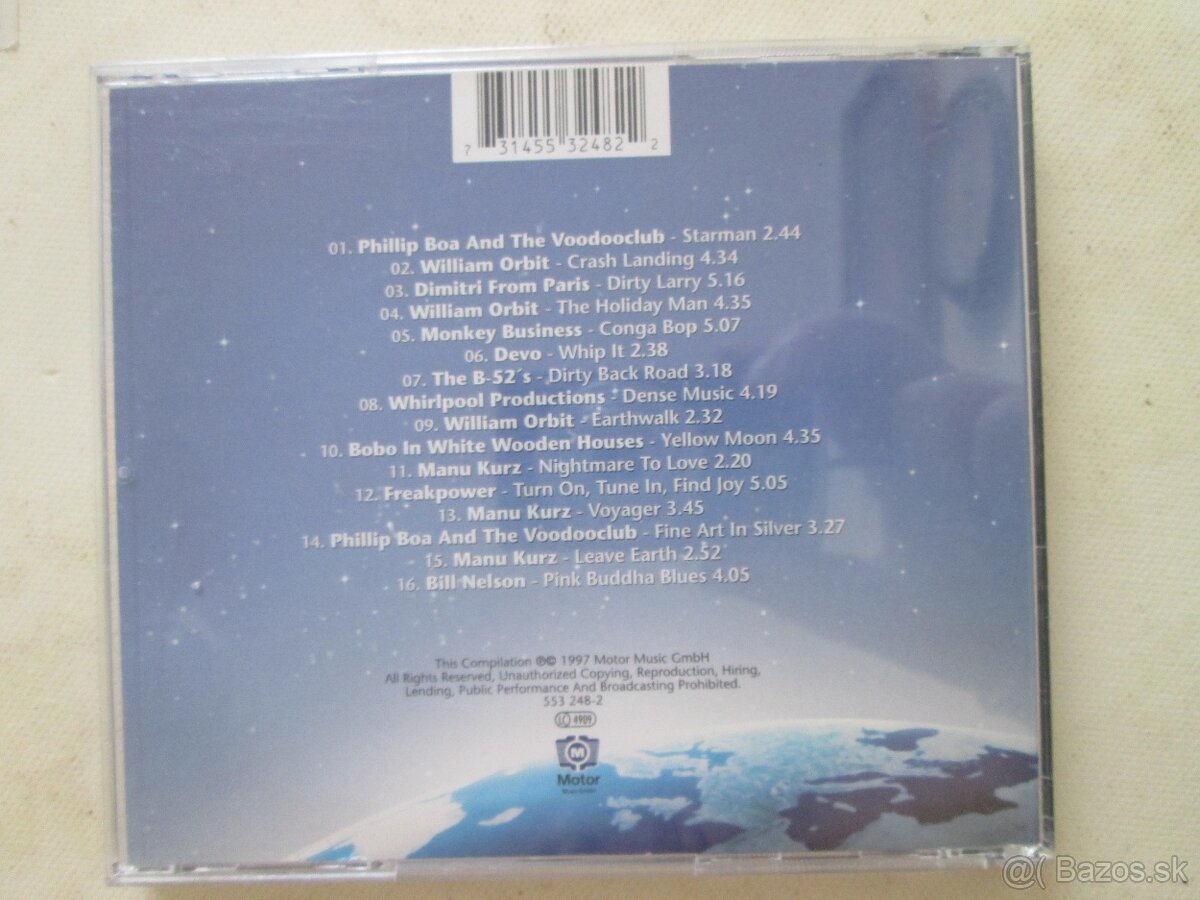 7 31455 32482 2
01. Phillip Boa And The Voodooclub - Starman 2.44
02. William Orbit - Crash Landing 4.34
03. Dimitri From Paris - Dirty Larry 5.16
04. William Orbit - The Holiday Man 4.35
05. Monkey Business - Conga Bop 5.07
06. Devo - Whip It 2.38
07. The B-52´s - Dirty Back Road 3.18
08. Whirlpool Productions - Dense Music 4.19
09. William Orbit - Earthwalk 2.32
10. Bobo In White Wooden Houses - Yellow Moon 4.35
11. Manu Kurz - Nightmare To Love 2.20
12. Freakpower - Turn On, Tune In, Find Joy 5.05
13. Manu Kurz - Voyager 3.45
14. Phillip Boa And The Voodooclub - Fine Art In Silver 3.27
15. Manu Kurz - Leave Earth 2.52
16. Bill Nelson - Pink Buddha Blues 4.05
This Compilation ℗© 1997 Motor Music GmbH
All Rights Reserved, Unauthorized Copying, Reproduction, Hiring,
Lending, Public Performance And Broadcasting Prohibited.
553 248-2
LC 4909
M
Motor
Music GmbH
@( Bazos.sk